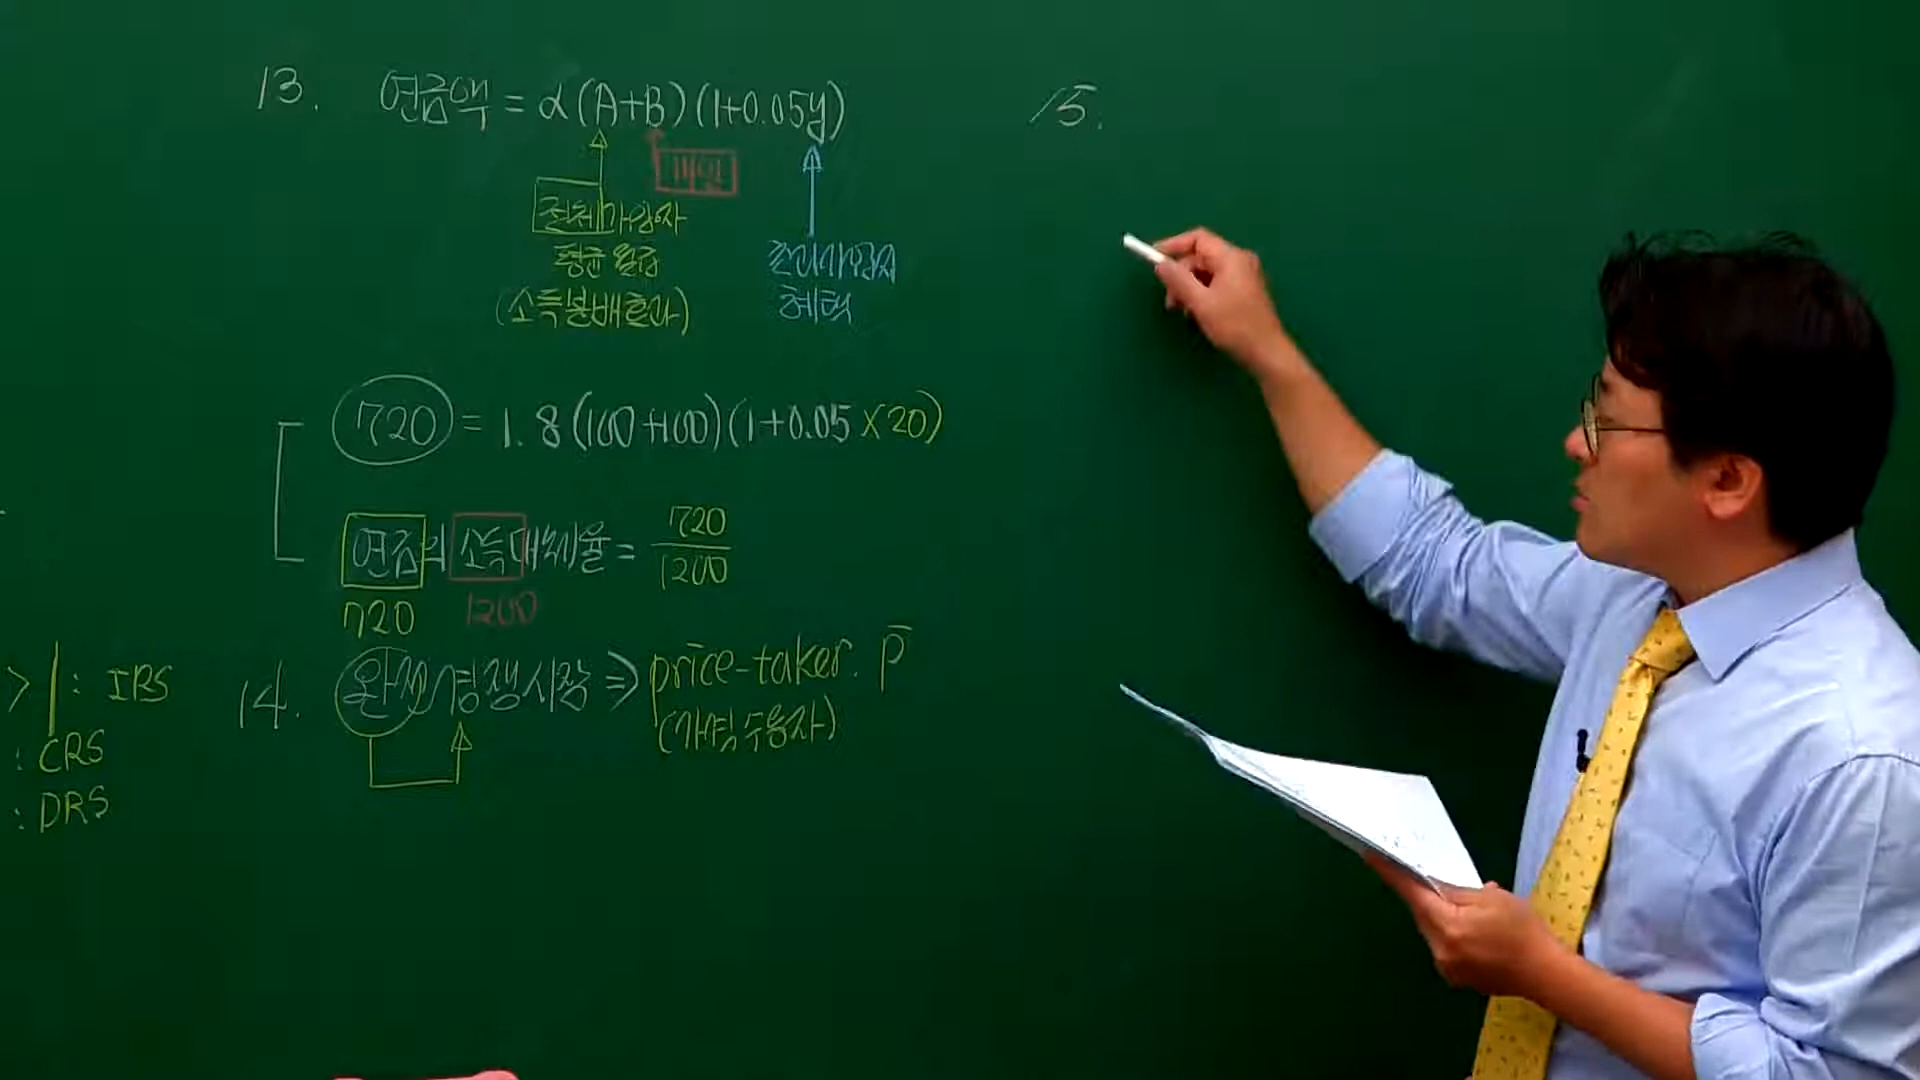 13. 연금액 = α(A+B)(1+0.05y)
개인
전체가입자
평균 월급
(소득분배효과)
혜택
720 = 1.8(100+100)(1+0.05×20)
연금의 소득대체율 = 720/1200
720 1200
14. 완전경쟁시장 ⇒ price-taker. p̄
(가격수용자)
>1: IRS
: CRS
: DRS
15.